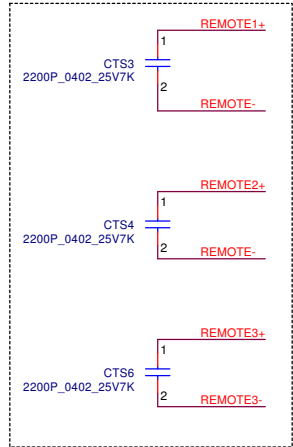 REMOTE1+
1
CTS3
2200P_0402_25V7K
2
REMOTE-
REMOTE2+
1
CTS4
2200P_0402_25V7K
2
REMOTE-
REMOTE3+
1
CTS6
2200P_0402_25V7K
2
REMOTE3-